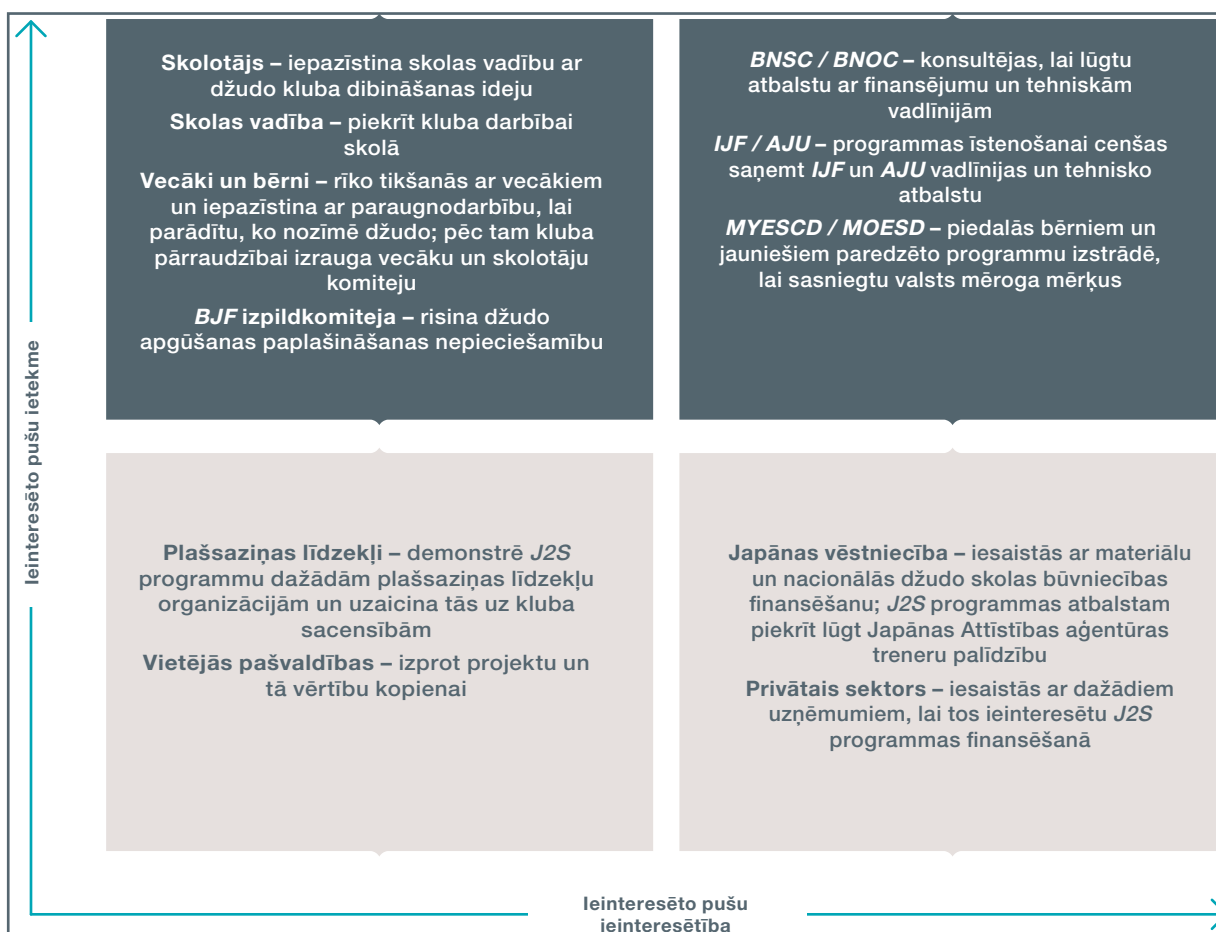 Skolotājs – iepazīstina skolas vadību ar
džudo kluba dibināšanas ideju
Skolas vadība – piekrīt kluba darbībai
skolā
Vecāki un bērni – rīko tikšanās ar vecākiem
un iepazīstina ar paraugnodarbību, lai
parādītu, ko nozīmē džudo; pēc tam kluba
pārraudzībai izrauga vecāku un skolotāju
komiteju
BJF izpildkomiteja – risina džudo
apgūšanas paplašināšanas nepieciešamību
BNSC / BNOC – konsultējas, lai lūgtu
atbalstu ar finansējumu un tehniskām
vadlīnijām
IJF / AJU – programmas īstenošanai cenšas
saņemt IJF un AJU vadlīnijas un tehnisko
atbalstu
MYESCD / MOESD – piedalās bērniem un
jauniešiem paredzēto programmu izstrādē,
lai sasniegtu valsts mēroga mērķus
Ieinteresēto pušu ietekme
Plašsaziņas līdzekļi – demonstrē J2S
programmu dažādām plašsaziņas līdzekļu
organizācijām un uzaicina tās uz kluba
sacensībām
Vietējās pašvaldības – izprot projektu un
tā vērtību kopienai
Japānas vēstniecība – iesaistās ar materiālu
un nacionālās džudo skolas būvniecības
finansēšanu; J2S programmas atbalstam
piekrīt lūgt Japānas Attīstības aģentūras
treneru palīdzību
Privātais sektors – iesaistās ar dažādiem
uzņēmumiem, lai tos ieinteresētu J2S
programmas finansēšanā
Ieinteresēto pušu
ieinteresētība